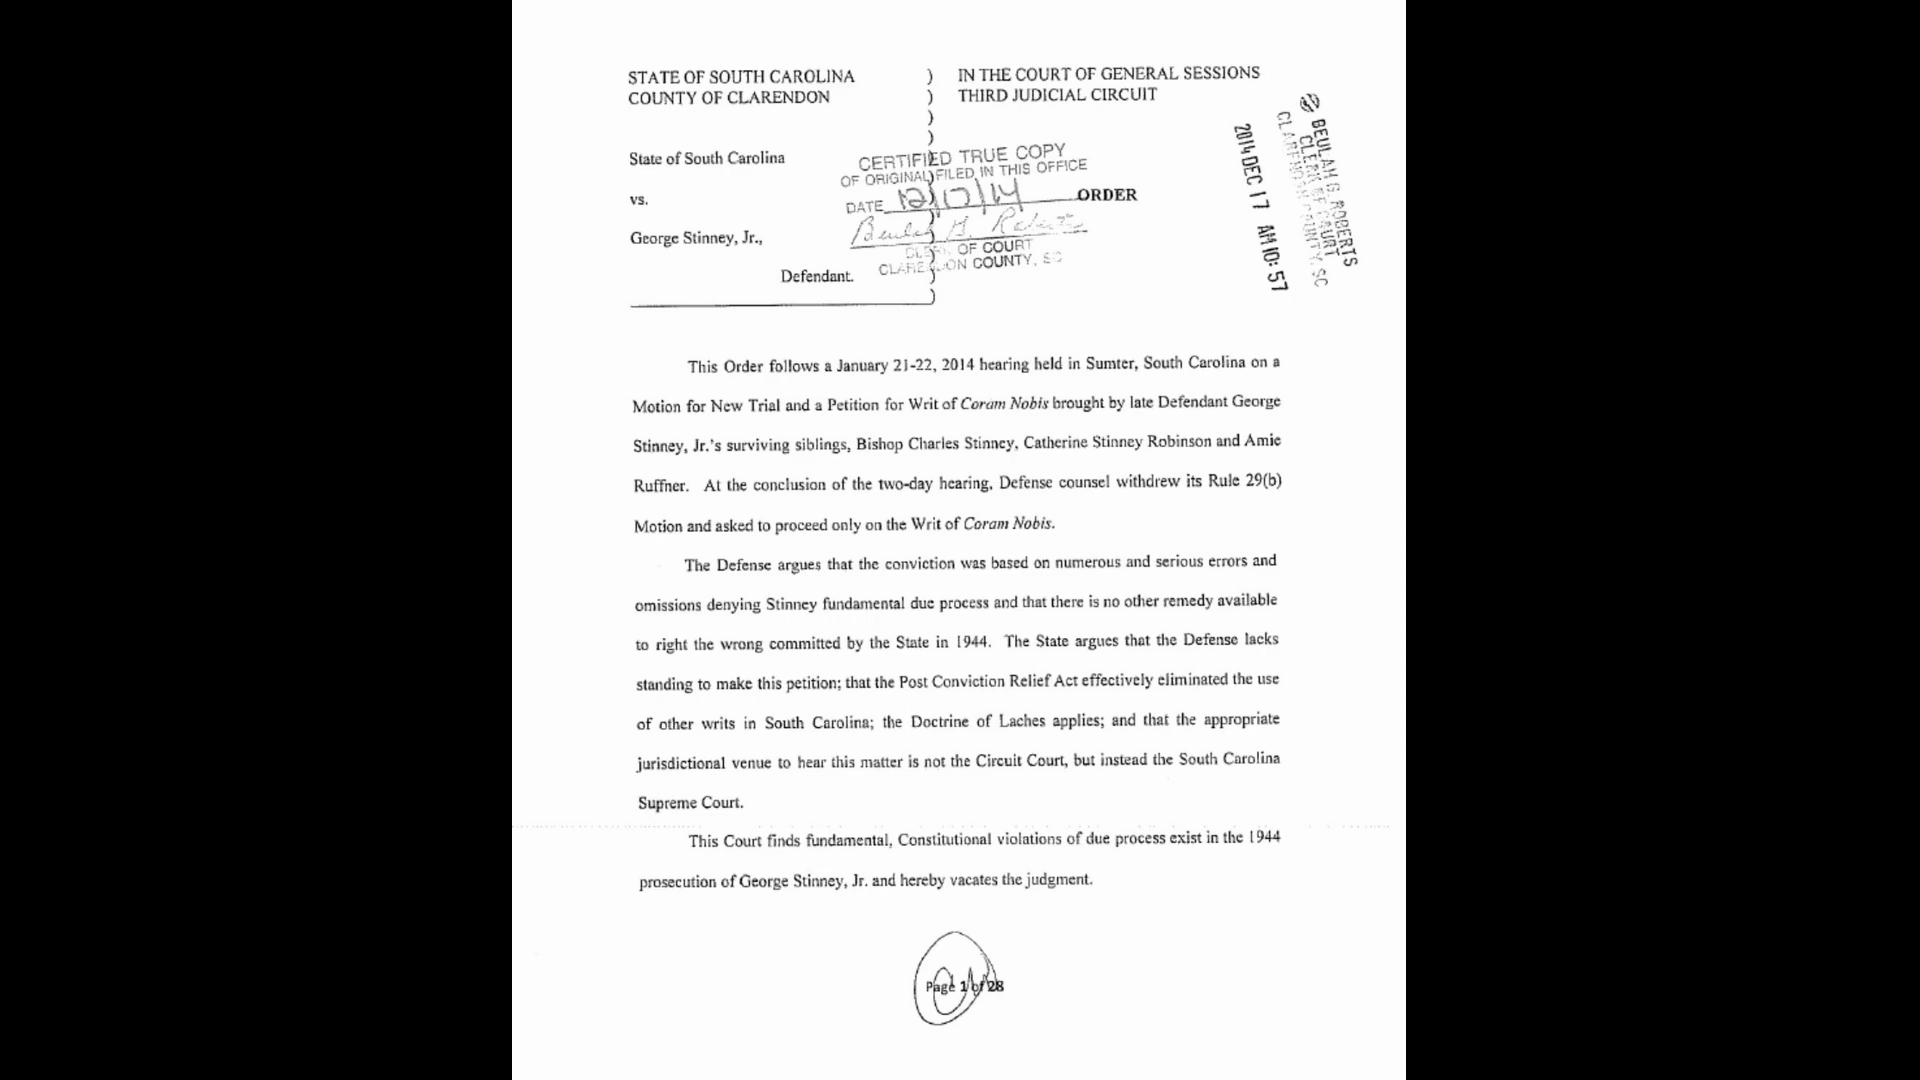 STATE OF SOUTH CAROLINA ) IN THE COURT OF GENERAL SESSIONS
COUNTY OF CLARENDON ) THIRD JUDICIAL CIRCUIT
)
)
State of South Carolina )
vs. ) ORDER
George Stinney, Jr., )
Defendant. )
)
CERTIFIED TRUE COPY
OF ORIGINAL FILED IN THIS OFFICE
DATE 12/17/14
Beulah G. Roberts
CLERK OF COURT
CLARENDON COUNTY, SC
BEULAH G. ROBERTS
CLERK OF COURT
CLARENDON COUNTY, SC
2014 DEC 17 AM 10:57
This Order follows a January 21-22, 2014 hearing held in Sumter, South Carolina on a
Motion for New Trial and a Petition for Writ of Coram Nobis brought by late Defendant George
Stinney, Jr.'s surviving siblings, Bishop Charles Stinney, Catherine Stinney Robinson and Amie
Ruffner. At the conclusion of the two-day hearing, Defense counsel withdrew its Rule 29(b)
Motion and asked to proceed only on the Writ of Coram Nobis.
The Defense argues that the conviction was based on numerous and serious errors and
omissions denying Stinney fundamental due process and that there is no other remedy available
to right the wrong committed by the State in 1944. The State argues that the Defense lacks
standing to make this petition; that the Post Conviction Relief Act effectively eliminated the use
of other writs in South Carolina; the Doctrine of Laches applies; and that the appropriate
jurisdictional venue to hear this matter is not the Circuit Court, but instead the South Carolina
Supreme Court.
This Court finds fundamental, Constitutional violations of due process exist in the 1944
prosecution of George Stinney, Jr. and hereby vacates the judgment.
Page 1 of 28